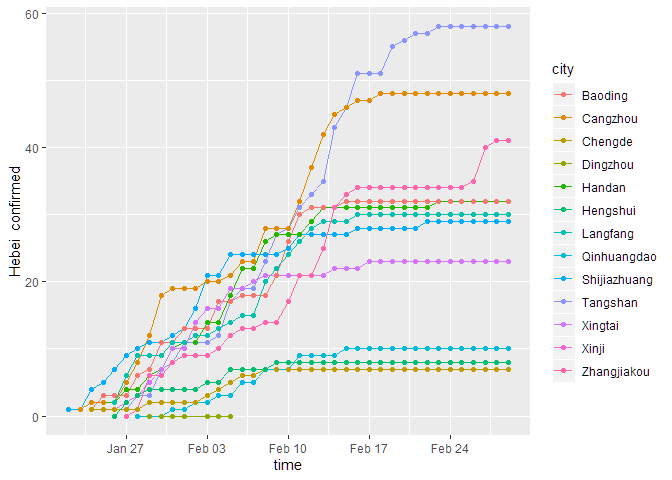 60
city
Baoding
Cangzhou
Chengde
Dingzhou
Handan
Hengshui
Langfang
Qinhuangdao
Shijiazhuang
Tangshan
Xingtai
Xinji
Zhangjiakou
40
Hebei confirmed
20
0
Jan 27
Feb 03
Feb 10
Feb 17
Feb 24
time